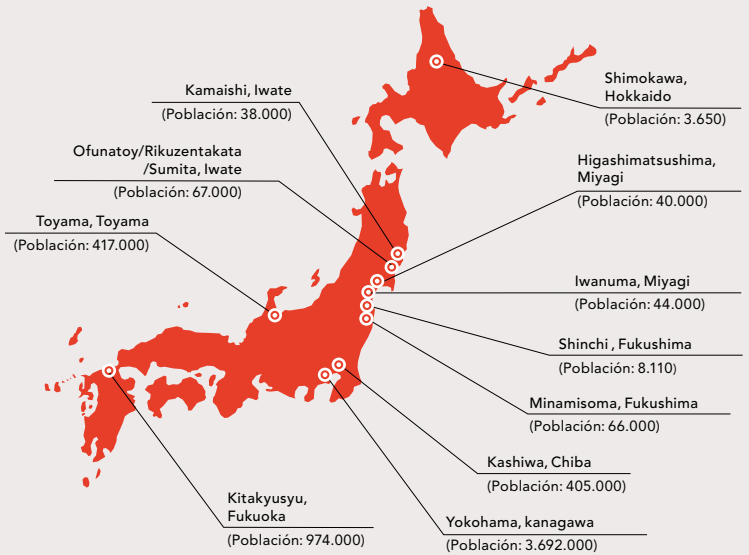 Shimokawa,
Hokkaido
(Población: 3.650)
Kamaishi, Iwate
(Población: 38.000)
Ofunatoy/Rikuzentakata
/Sumita, Iwate
(Población: 67.000)
Higashimatsushima,
Miyagi
(Población: 40.000)
Toyama, Toyama
(Población: 417.000)
Iwanuma, Miyagi
(Población: 44.000)
Shinchi , Fukushima
(Población: 8.110)
Minamisoma, Fukushima
(Población: 66.000)
Kashiwa, Chiba
(Población: 405.000)
Kitakyusyu,
Fukuoka
(Población: 974.000)
Yokohama, kanagawa
(Población: 3.692.000)